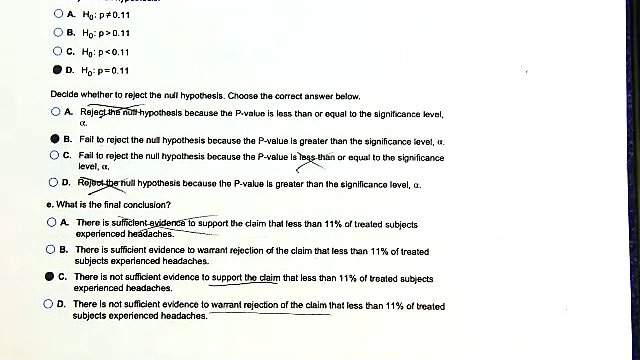 A. H₀: p≠0.11
B. H₀: p>0.11
C. H₀: p<0.11
D. H₀: p=0.11
Decide whether to reject the null hypothesis. Choose the correct answer below.
A. Reject the null hypothesis because the P-value is less than or equal to the significance level,
α.
B. Fail to reject the null hypothesis because the P-value is greater than the significance level, α.
C. Fail to reject the null hypothesis because the P-value is less than or equal to the significance
level, α.
D. Reject the null hypothesis because the P-value is greater than the significance level, α.
e. What is the final conclusion?
A. There is sufficient evidence to support the claim that less than 11% of treated subjects
experienced headaches.
B. There is sufficient evidence to warrant rejection of the claim that less than 11% of treated
subjects experienced headaches.
C. There is not sufficient evidence to support the claim that less than 11% of treated subjects
experienced headaches.
D. There is not sufficient evidence to warrant rejection of the claim that less than 11% of treated
subjects experienced headaches.